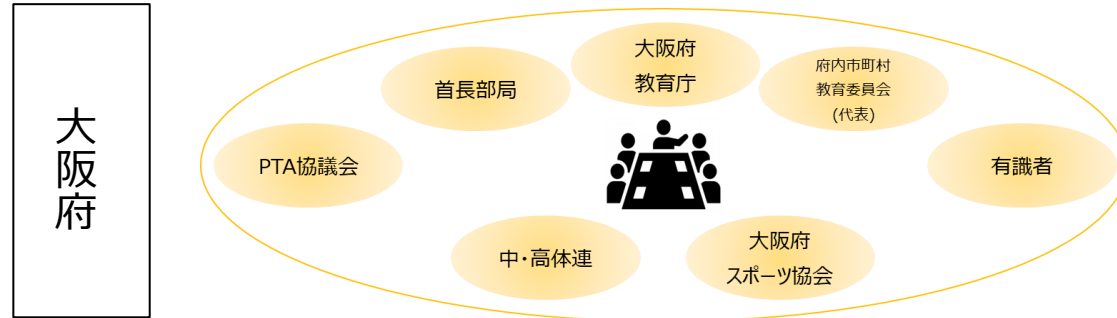 大阪府
大阪府
教育庁
首長部局
府内市町村
教育委員会
(代表)
PTA協議会
有識者
中・高体連
大阪府
スポーツ協会